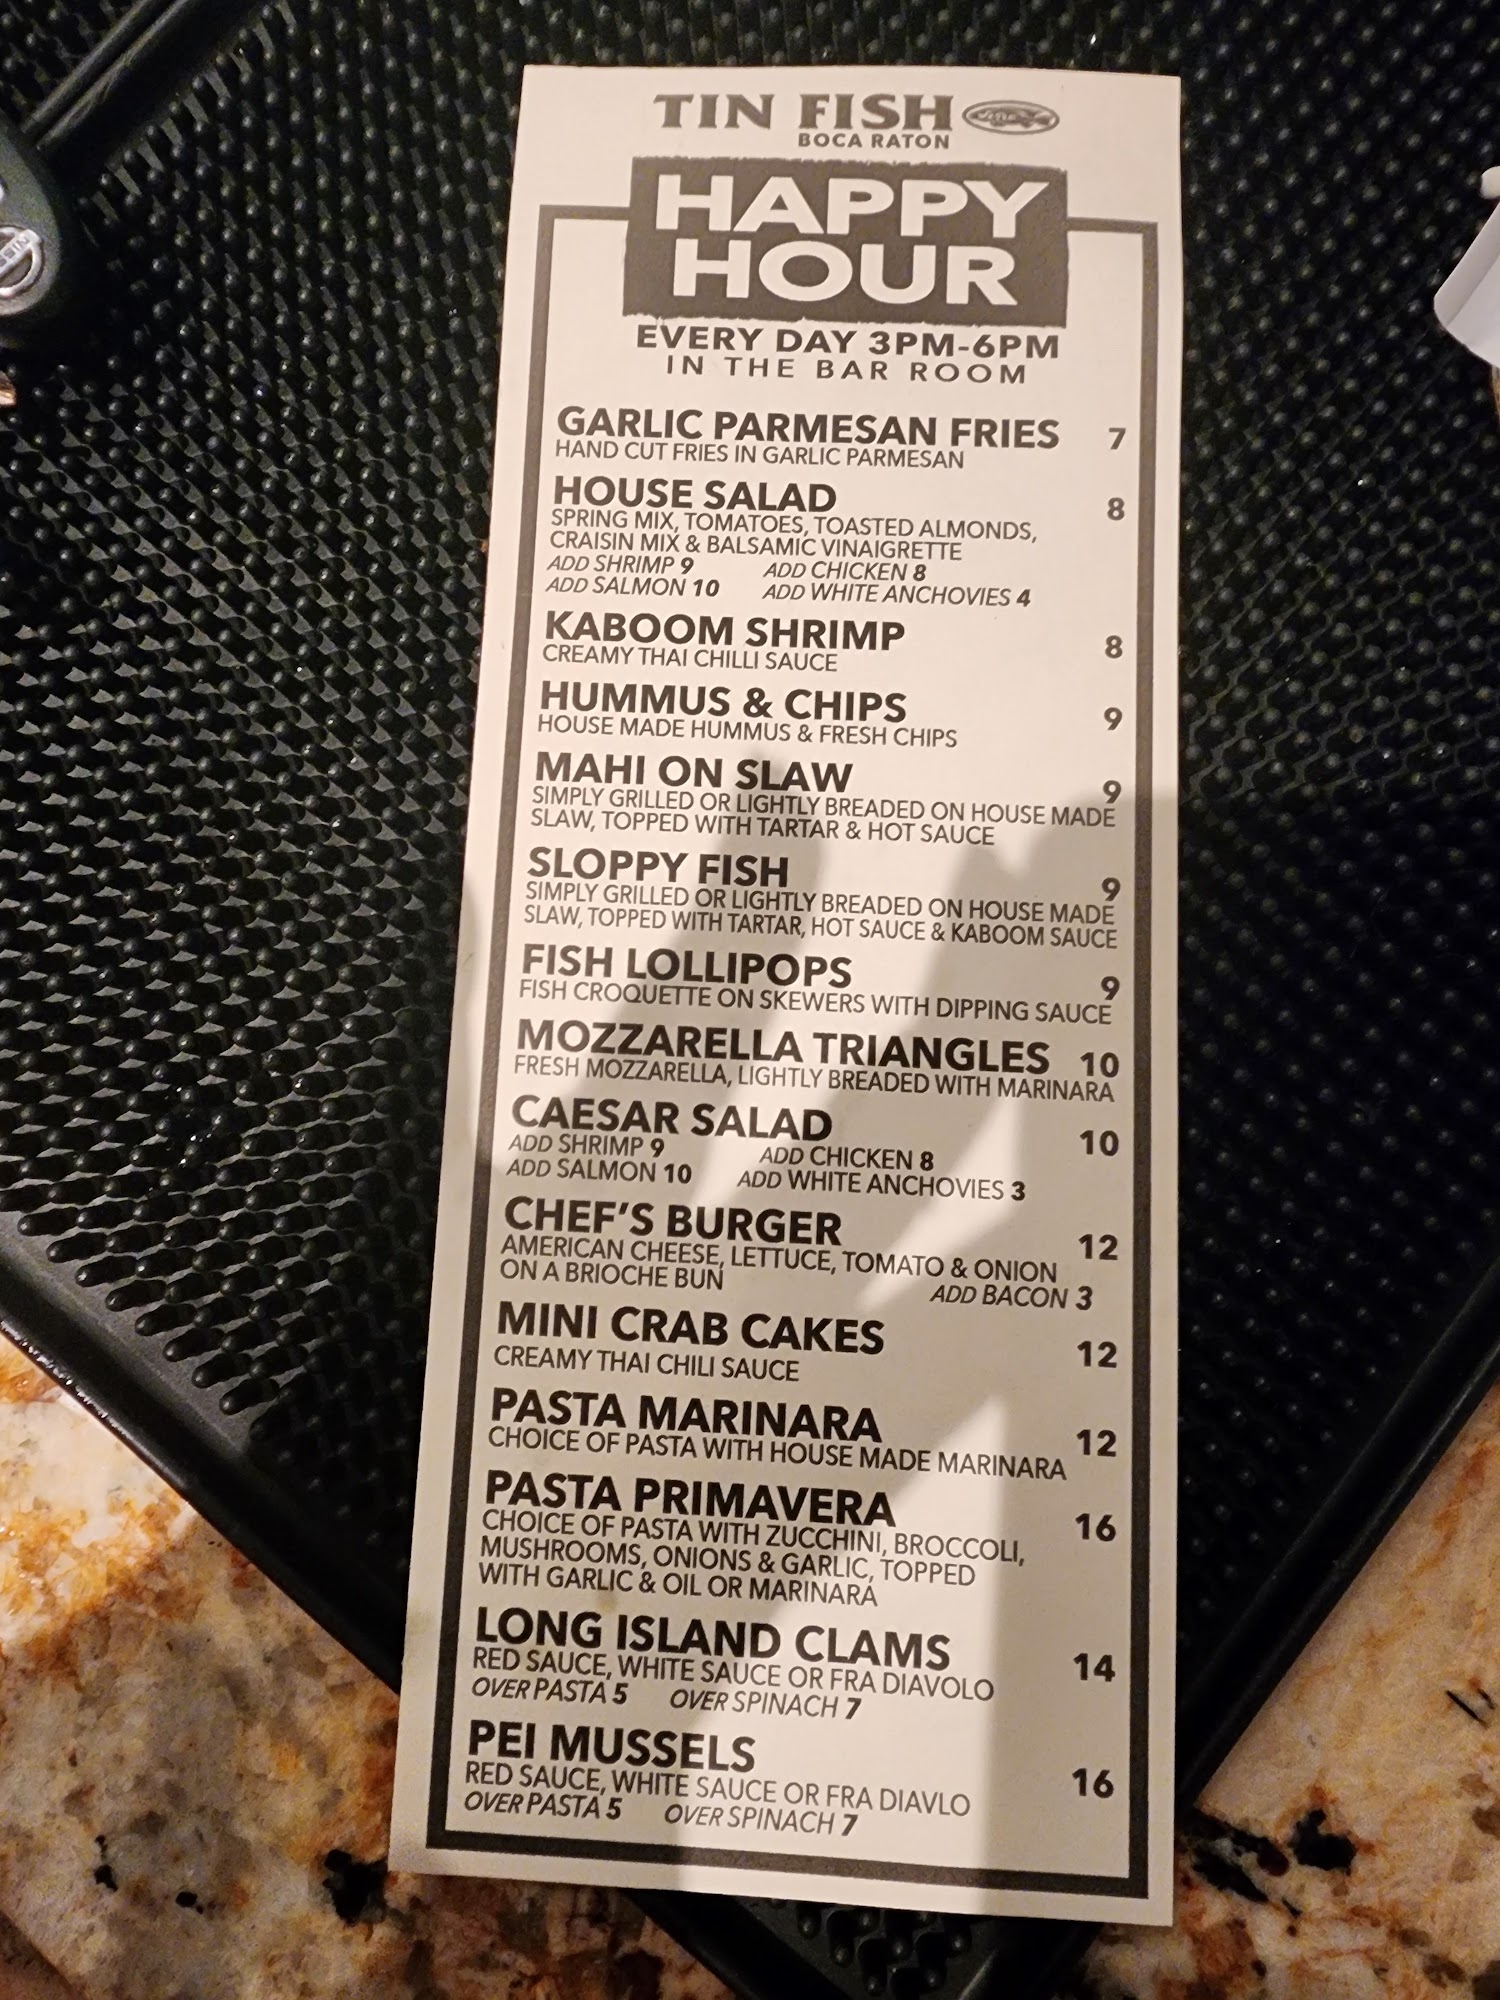 TIN FISH
BOCA RATON
HAPPY
HOUR
EVERY DAY 3PM-6PM
IN THE BAR ROOM
GARLIC PARMESAN FRIES 7
HAND CUT FRIES IN GARLIC PARMESAN
HOUSE SALAD 8
SPRING MIX, TOMATOES, TOASTED ALMONDS,
CRAISIN MIX & BALSAMIC VINAIGRETTE
ADD SHRIMP 9 ADD CHICKEN 8
ADD SALMON 10 ADD WHITE ANCHOVIES 4
KABOOM SHRIMP 8
CREAMY THAI CHILLI SAUCE
HUMMUS & CHIPS 9
HOUSE MADE HUMMUS & FRESH CHIPS
MAHI ON SLAW 9
SIMPLY GRILLED OR LIGHTLY BREADED ON HOUSE MADE
SLAW, TOPPED WITH TARTAR & HOT SAUCE
SLOPPY FISH 9
SIMPLY GRILLED OR LIGHTLY BREADED ON HOUSE MADE
SLAW, TOPPED WITH TARTAR, HOT SAUCE & KABOOM SAUCE
FISH LOLLIPOPS 9
FISH CROQUETTE ON SKEWERS WITH DIPPING SAUCE
MOZZARELLA TRIANGLES 10
FRESH MOZZARELLA, LIGHTLY BREADED WITH MARINARA
CAESAR SALAD 10
ADD SHRIMP 9 ADD CHICKEN 8
ADD SALMON 10 ADD WHITE ANCHOVIES 3
CHEF'S BURGER 12
AMERICAN CHEESE, LETTUCE, TOMATO & ONION
ON A BRIOCHE BUN ADD BACON 3
MINI CRAB CAKES 12
CREAMY THAI CHILI SAUCE
PASTA MARINARA 12
CHOICE OF PASTA WITH HOUSE MADE MARINARA
PASTA PRIMAVERA 16
CHOICE OF PASTA WITH ZUCCHINI, BROCCOLI,
MUSHROOMS, ONIONS & GARLIC, TOPPED
WITH GARLIC & OIL OR MARINARA
LONG ISLAND CLAMS 14
RED SAUCE, WHITE SAUCE OR FRA DIAVOLO
OVER PASTA 5 OVER SPINACH 7
PEI MUSSELS 16
RED SAUCE, WHITE SAUCE OR FRA DIAVLO
OVER PASTA 5 OVER SPINACH 7